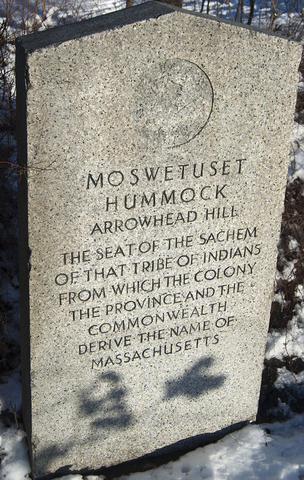 MOSWETUSET
HUMMOCK
ARROWHEAD HILL
THE SEAT OF THE SACHEM
OF THAT TRIBE OF INDIANS
FROM WHICH THE COLONY
THE PROVINCE AND THE
COMMONWEALTH
DERIVE THE NAME OF
MASSACHUSETTS